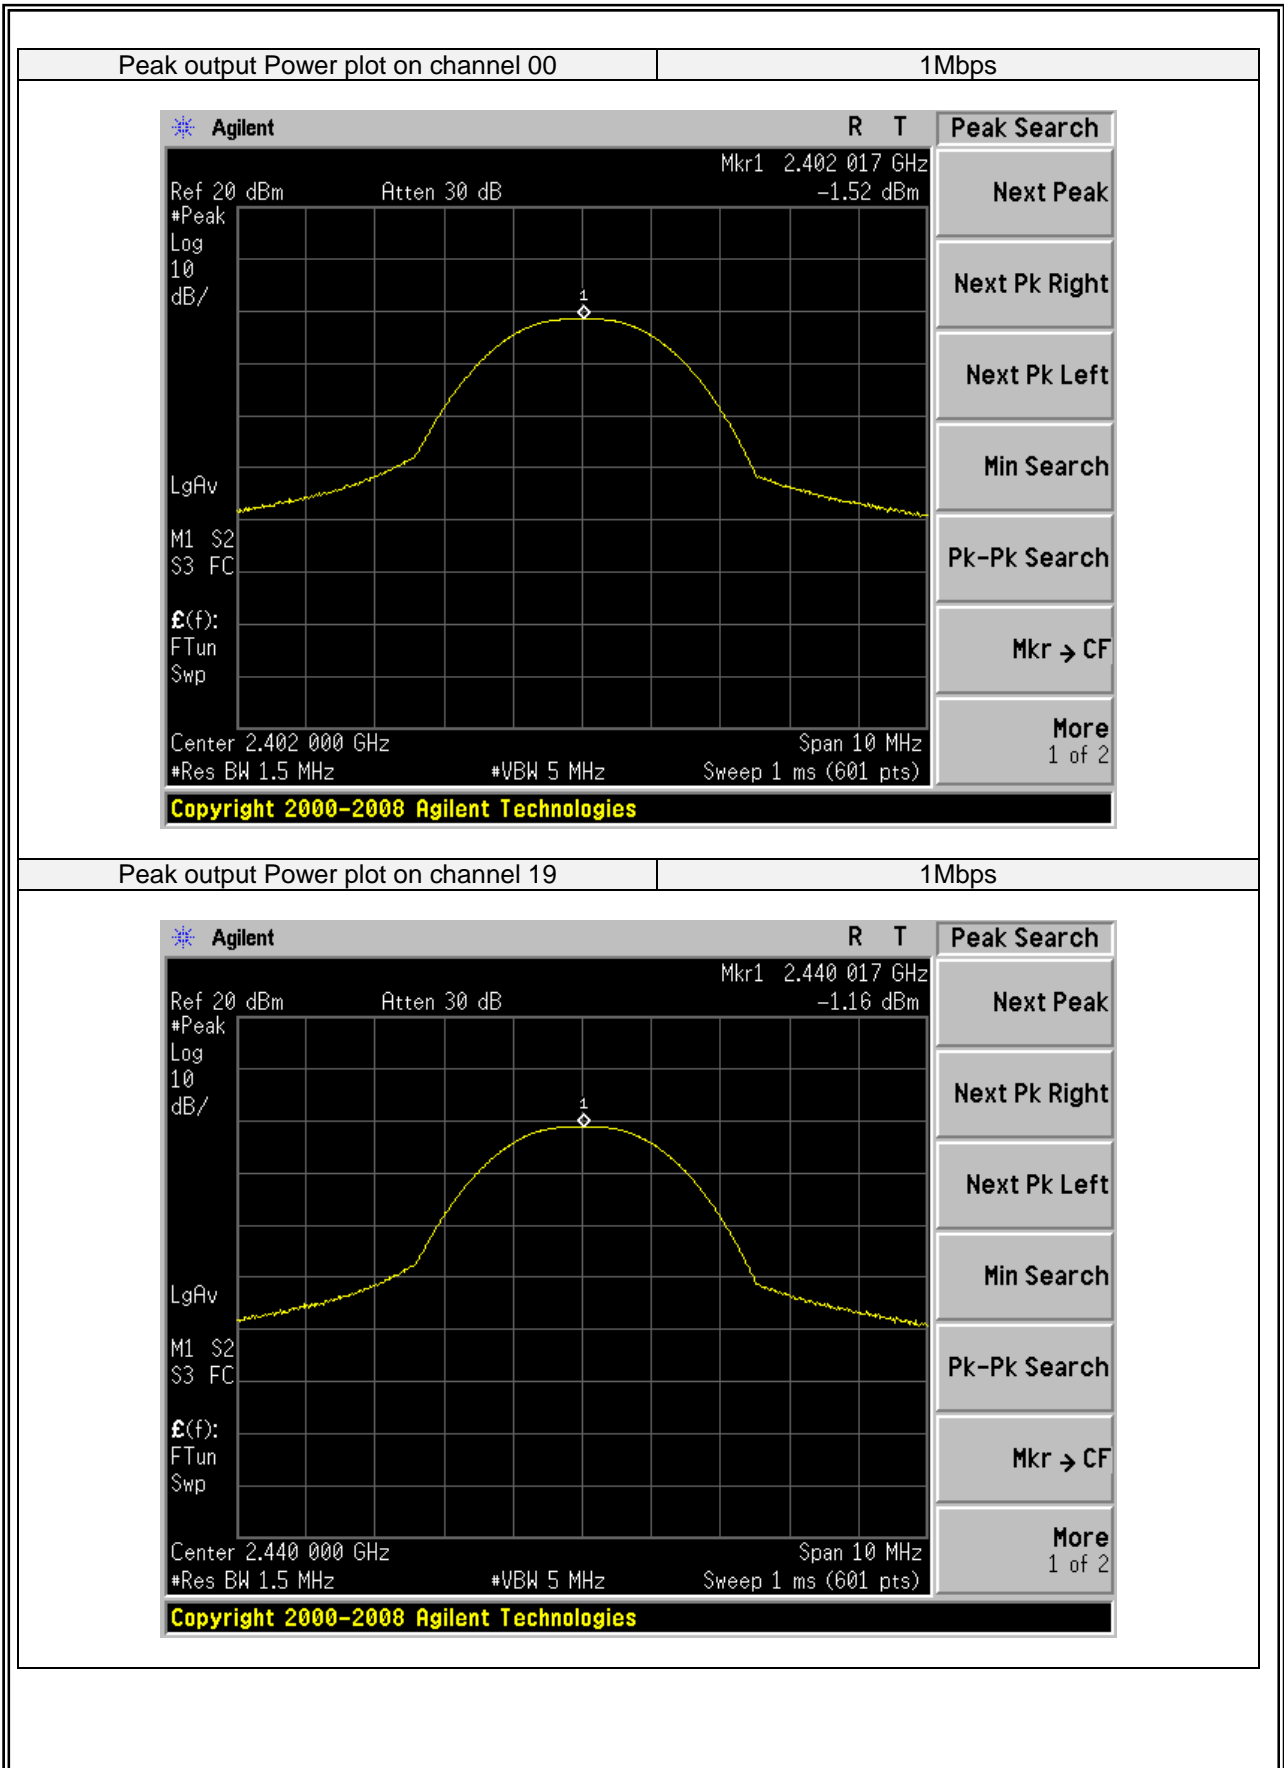 Peak output Power plot on channel 00 1Mbps
Agilent R T Peak Search
Mkr1 2.402 017 GHz
Ref 20 dBm Atten 30 dB -1.52 dBm
#Peak
Log
10
dB/
1
LgAv
M1 S2
S3 FC
£(f):
FTun
Swp
Center 2.402 000 GHz Span 10 MHz
#Res BW 1.5 MHz #VBW 5 MHz Sweep 1 ms (601 pts)
Copyright 2000-2008 Agilent Technologies
Next Peak
Next Pk Right
Next Pk Left
Min Search
Pk-Pk Search
Mkr → CF
More
1 of 2
Peak output Power plot on channel 19 1Mbps
Agilent R T Peak Search
Mkr1 2.440 017 GHz
Ref 20 dBm Atten 30 dB -1.16 dBm
#Peak
Log
10
dB/
1
LgAv
M1 S2
S3 FC
£(f):
FTun
Swp
Center 2.440 000 GHz Span 10 MHz
#Res BW 1.5 MHz #VBW 5 MHz Sweep 1 ms (601 pts)
Copyright 2000-2008 Agilent Technologies
Next Peak
Next Pk Right
Next Pk Left
Min Search
Pk-Pk Search
Mkr → CF
More
1 of 2